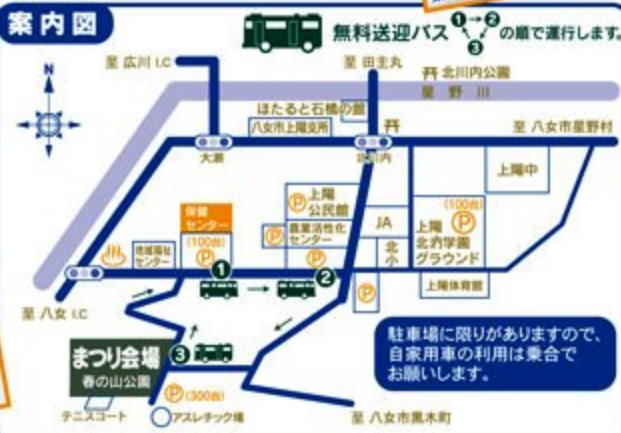 案内図
無料送迎バス ❶→❷ ❸ の順で運行します。
至 広川 I.C
至 田主丸
北川内公園
星野川
N
ほたると石橋の館
八女市上陽支所
至 八女市星野村
大瀬
北川内
上陽中
保健センター
(100台)
P
上陽公民館
P
農業活性化センター
P
P
JA
北小
(100台)
P
上陽北汭学園グラウンド
地域福祉センター
❶
❷
P
上陽体育館
至 八女 I.C
まつり会場
春の山公園
❸
P (300台)
テニスコート
アスレチック場
至 八女市黒木町
駐車場に限りがありますので、
自家用車の利用は乗合で
お願いします。